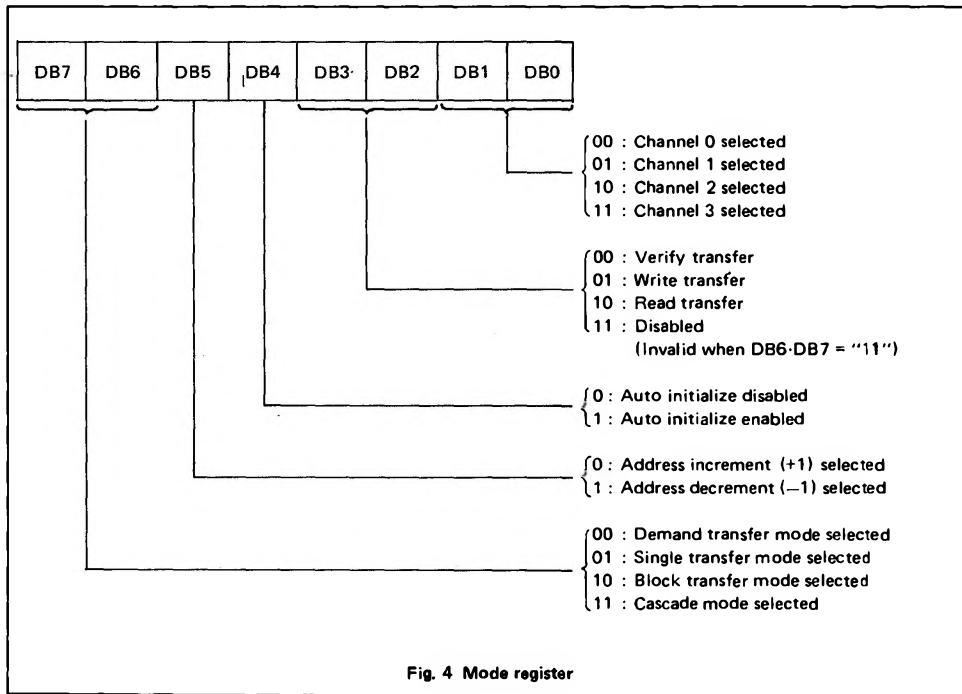 DB7 DB6 DB5 DB4 DB3 DB2 DB1 DB0
00 : Channel 0 selected
01 : Channel 1 selected
10 : Channel 2 selected
11 : Channel 3 selected
00 : Verify transfer
01 : Write transfer
10 : Read transfer
11 : Disabled
(Invalid when DB6·DB7 = "11")
0 : Auto initialize disabled
1 : Auto initialize enabled
0 : Address increment (+1) selected
1 : Address decrement (−1) selected
00 : Demand transfer mode selected
01 : Single transfer mode selected
10 : Block transfer mode selected
11 : Cascade mode selected
Fig. 4 Mode register